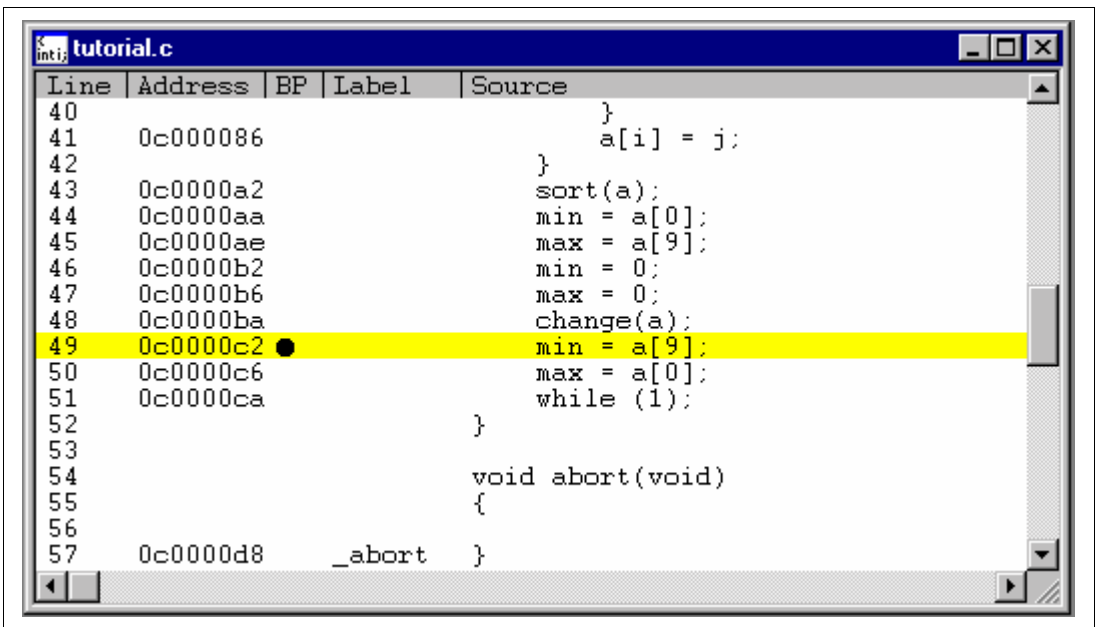 tutorial.c
Line Address BP Label Source
40 }
41 0c000086 a[i] = j;
42 }
43 0c0000a2 sort(a);
44 0c0000aa min = a[0];
45 0c0000ae max = a[9];
46 0c0000b2 min = 0;
47 0c0000b6 max = 0;
48 0c0000ba change(a);
49 0c0000c2 ● min = a[9];
50 0c0000c6 max = a[0];
51 0c0000ca while (1);
52 }
53
54 void abort(void)
55 {
56
57 0c0000d8 _abort }